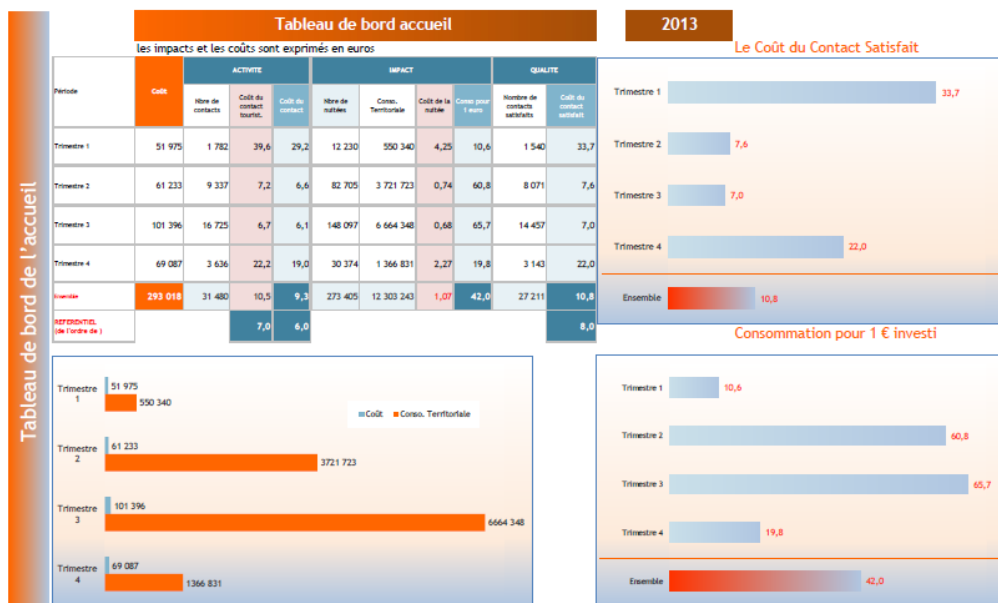 Tableau de bord de l'accueil
Tableau de bord accueil
2013
les impacts et les coûts sont exprimés en euros
Période Coût ACTIVITE IMPACT QUALITE
Nbre de contacts Coût du contact tourist. Coût du contact Nbre de nuitées Conso. Territoriale Coût de la nuitée Conso pour 1 euro Nombre de contacts satisfaits Coût du contact satisfait
Trimestre 1 51 975 1 782 39,6 29,2 12 230 550 340 4,25 10,6 1 540 33,7
Trimestre 2 61 233 9 337 7,2 6,6 82 705 3 721 723 0,74 60,8 8 071 7,6
Trimestre 3 101 396 16 725 6,7 6,1 148 097 6 664 348 0,68 65,7 14 457 7,0
Trimestre 4 69 087 3 636 22,2 19,0 30 374 1 366 831 2,27 19,8 3 143 22,0
Ensemble 293 018 31 480 10,5 9,3 273 405 12 303 243 1,07 42,0 27 211 10,8
REFERENTIEL
(de l'ordre de ) 7,0 6,0 8,0
Le Coût du Contact Satisfait
Trimestre 1 33,7
Trimestre 2 7,6
Trimestre 3 7,0
Trimestre 4 22,0
Ensemble 10,8
Trimestre 1 51 975
550 340
Coût Conso. Territoriale
Trimestre 2 61 233
3721 723
Trimestre 3 101 396
6664 348
Trimestre 4 69 087
1366 831
Consommation pour 1 € investi
Trimestre 1 10,6
Trimestre 2 60,8
Trimestre 3 65,7
Trimestre 4 19,8
Ensemble 42,0